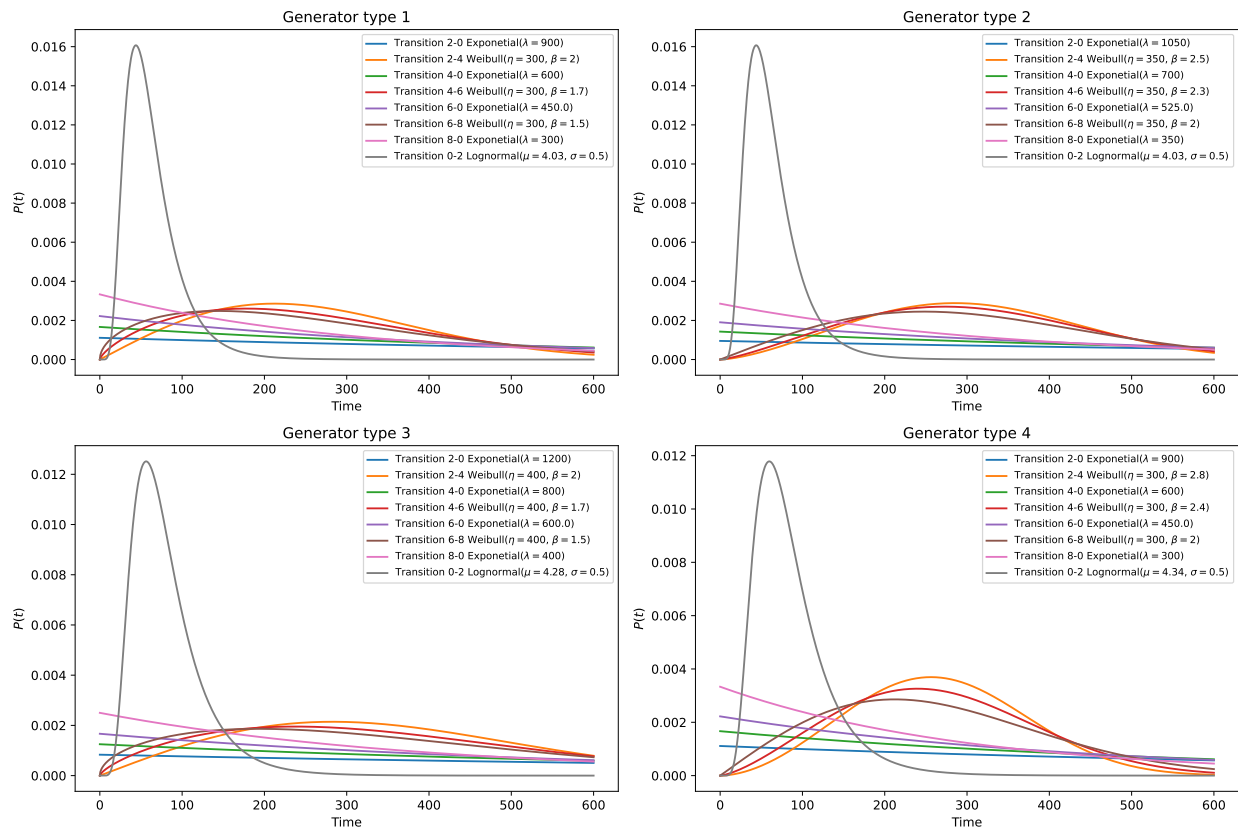 Generator type 1
P(t)
0.016
0.014
0.012
0.010
0.008
0.006
0.004
0.002
0.000
Transition 2-0 Exponetial(λ = 900)
Transition 2-4 Weibull(η = 300, β = 2)
Transition 4-0 Exponetial(λ = 600)
Transition 4-6 Weibull(η = 300, β = 1.7)
Transition 6-0 Exponetial(λ = 450.0)
Transition 6-8 Weibull(η = 300, β = 1.5)
Transition 8-0 Exponetial(λ = 300)
Transition 0-2 Lognormal(μ = 4.03, σ = 0.5)
0 100 200 300 400 500 600
Time
Generator type 2
P(t)
0.016
0.014
0.012
0.010
0.008
0.006
0.004
0.002
0.000
Transition 2-0 Exponetial(λ = 1050)
Transition 2-4 Weibull(η = 350, β = 2.5)
Transition 4-0 Exponetial(λ = 700)
Transition 4-6 Weibull(η = 350, β = 2.3)
Transition 6-0 Exponetial(λ = 525.0)
Transition 6-8 Weibull(η = 350, β = 2)
Transition 8-0 Exponetial(λ = 350)
Transition 0-2 Lognormal(μ = 4.03, σ = 0.5)
0 100 200 300 400 500 600
Time
Generator type 3
P(t)
0.012
0.010
0.008
0.006
0.004
0.002
0.000
Transition 2-0 Exponetial(λ = 1200)
Transition 2-4 Weibull(η = 400, β = 2)
Transition 4-0 Exponetial(λ = 800)
Transition 4-6 Weibull(η = 400, β = 1.7)
Transition 6-0 Exponetial(λ = 600.0)
Transition 6-8 Weibull(η = 400, β = 1.5)
Transition 8-0 Exponetial(λ = 400)
Transition 0-2 Lognormal(μ = 4.28, σ = 0.5)
0 100 200 300 400 500 600
Time
Generator type 4
P(t)
0.012
0.010
0.008
0.006
0.004
0.002
0.000
Transition 2-0 Exponetial(λ = 900)
Transition 2-4 Weibull(η = 300, β = 2.8)
Transition 4-0 Exponetial(λ = 600)
Transition 4-6 Weibull(η = 300, β = 2.4)
Transition 6-0 Exponetial(λ = 450.0)
Transition 6-8 Weibull(η = 300, β = 2)
Transition 8-0 Exponetial(λ = 300)
Transition 0-2 Lognormal(μ = 4.34, σ = 0.5)
0 100 200 300 400 500 600
Time